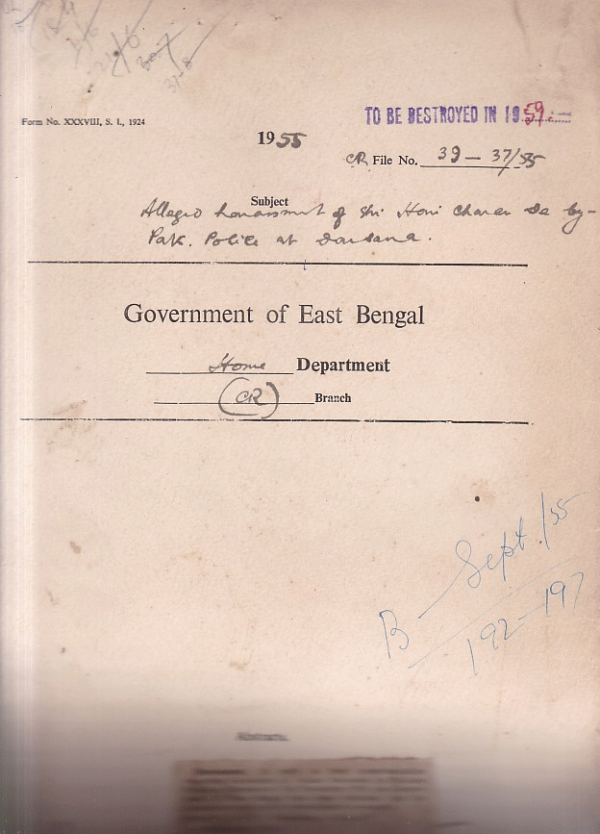 Form No. XXXVIII, S. I., 1924
TO BE DESTROYED IN 1959.
1955
CR File No. 39 — 37/55
Subject
Alleged harassment of Sri Hari Charan De by-
Pak. Police at Darsana.
Government of East Bengal
Home Department
CR Branch
B Sept./55
192-197
Abstracts.